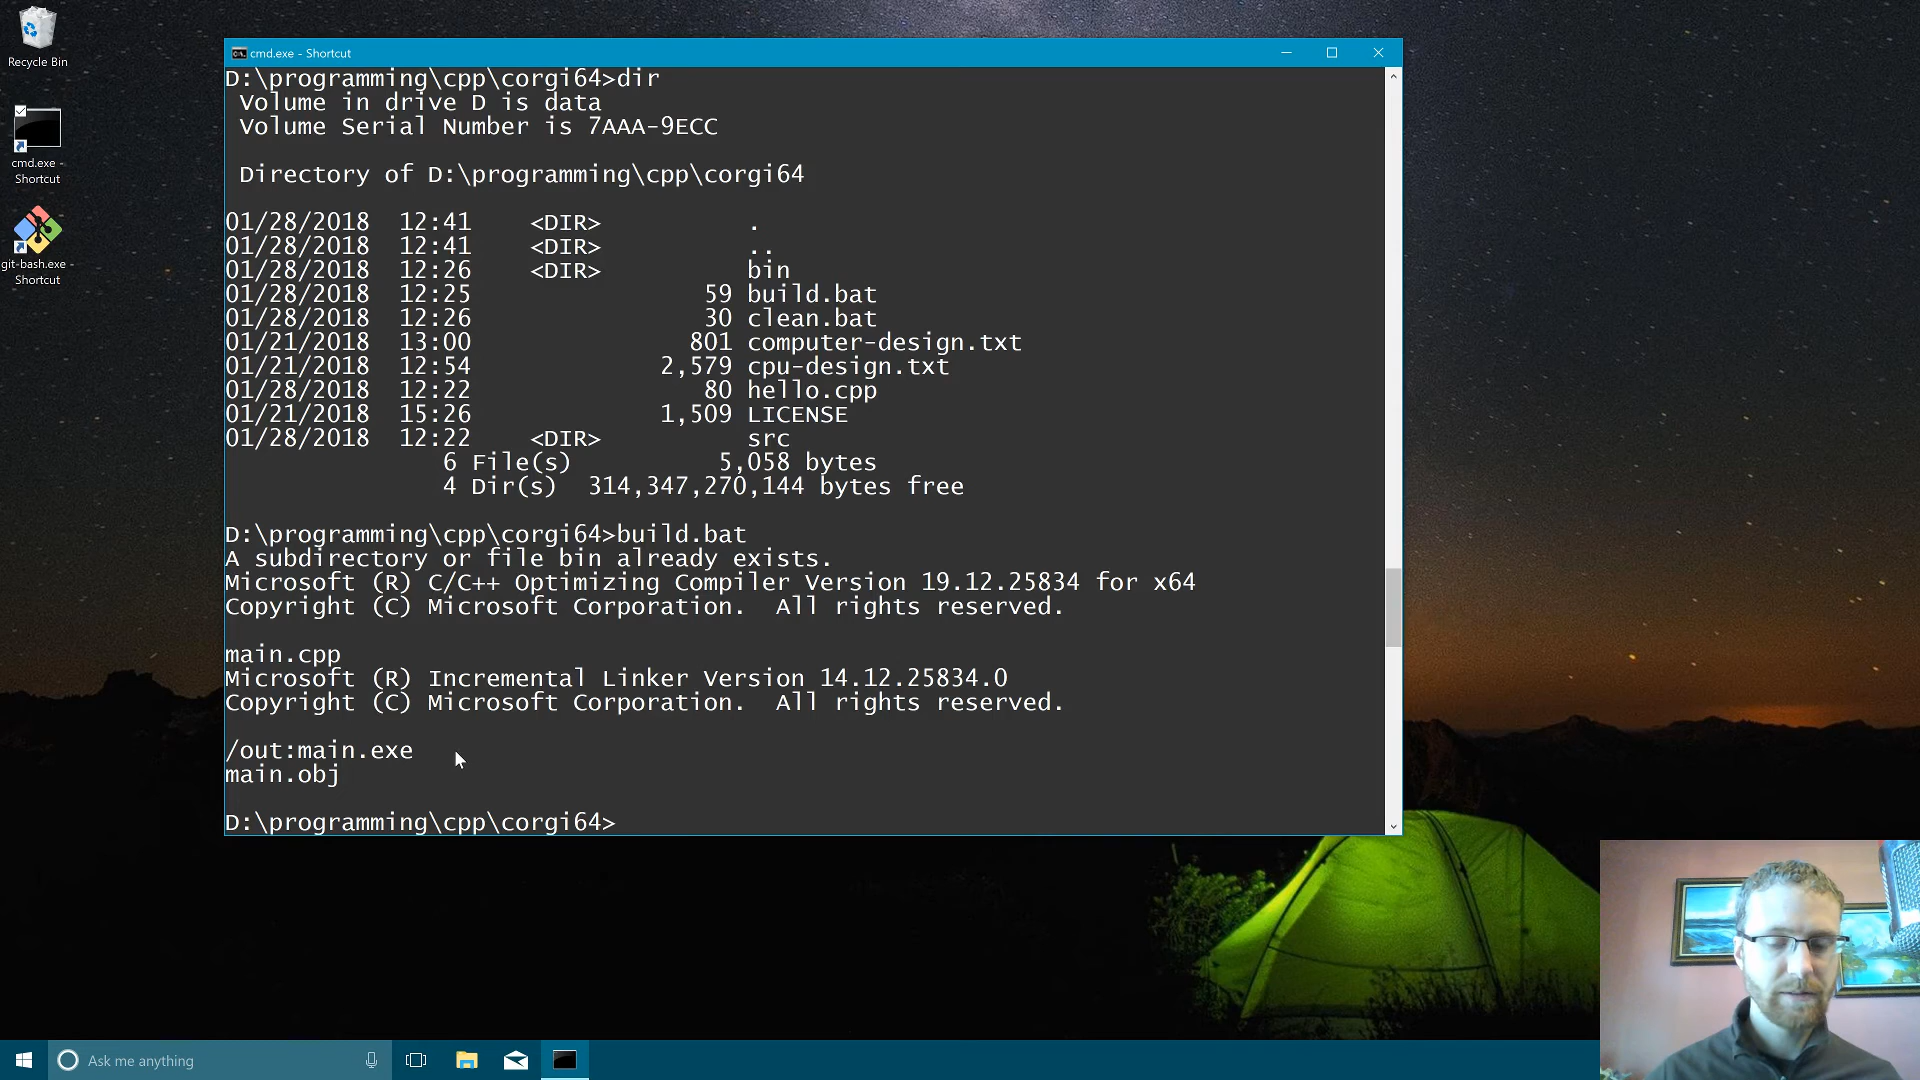 Recycle Bin
cmd.exe -
Shortcut
git-bash.exe -
Shortcut
cmd.exe - Shortcut
D:\programming\cpp\corgi64>dir
Volume in drive D is data
Volume Serial Number is 7AAA-9ECC
Directory of D:\programming\cpp\corgi64
01/28/2018  12:41    <DIR>          .
01/28/2018  12:41    <DIR>          ..
01/28/2018  12:26    <DIR>          bin
01/28/2018  12:25                59 build.bat
01/28/2018  12:26                30 clean.bat
01/21/2018  13:00               801 computer-design.txt
01/21/2018  12:54             2,579 cpu-design.txt
01/28/2018  12:22                80 hello.cpp
01/21/2018  15:26             1,509 LICENSE
01/28/2018  12:22    <DIR>          src
6 File(s)          5,058 bytes
4 Dir(s)  314,347,270,144 bytes free
D:\programming\cpp\corgi64>build.bat
A subdirectory or file bin already exists.
Microsoft (R) C/C++ Optimizing Compiler Version 19.12.25834 for x64
Copyright (C) Microsoft Corporation.  All rights reserved.
main.cpp
Microsoft (R) Incremental Linker Version 14.12.25834.0
Copyright (C) Microsoft Corporation.  All rights reserved.
/out:main.exe
main.obj
D:\programming\cpp\corgi64>
Ask me anything